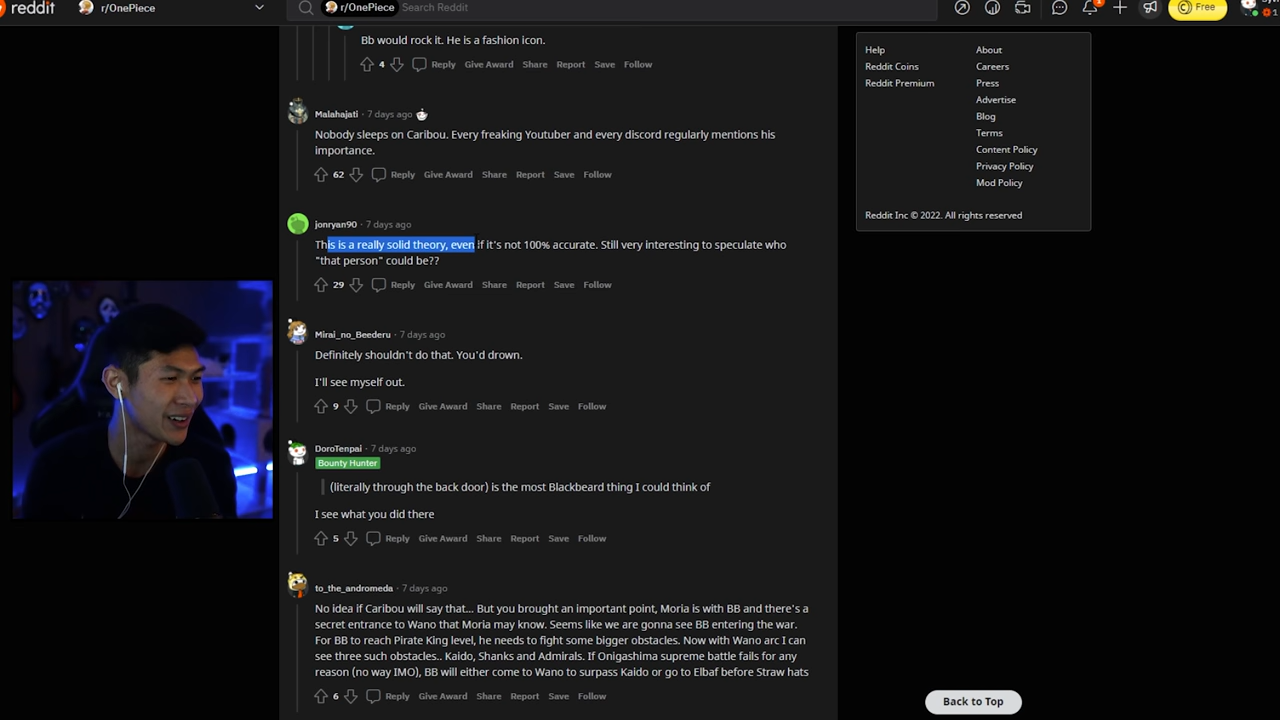 reddit
r/OnePiece
r/OnePiece
Search Reddit
1
Free
1
Bb would rock it. He is a fashion icon.
4 Reply Give Award Share Report Save Follow
Malahajati · 7 days ago
Nobody sleeps on Caribou. Every freaking Youtuber and every discord regularly mentions his
importance.
62 Reply Give Award Share Report Save Follow
jonryan90 · 7 days ago
This is a really solid theory, even if it's not 100% accurate. Still very interesting to speculate who
"that person" could be??
29 Reply Give Award Share Report Save Follow
Mirai_no_Beederu · 7 days ago
Definitely shouldn't do that. You'd drown.
I'll see myself out.
9 Reply Give Award Share Report Save Follow
DoroTenpai · 7 days ago
Bounty Hunter
(literally through the back door) is the most Blackbeard thing I could think of
I see what you did there
5 Reply Give Award Share Report Save Follow
to_the_andromeda · 7 days ago
No idea if Caribou will say that... But you brought an important point, Moria is with BB and there's a
secret entrance to Wano that Moria may know. Seems like we are gonna see BB entering the war.
For BB to reach Pirate King level, he needs to fight some bigger obstacles. Now with Wano arc I can
see three such obstacles.. Kaido, Shanks and Admirals. If Onigashima supreme battle fails for any
reason (no way IMO), BB will either come to Wano to surpass Kaido or go to Elbaf before Straw hats
6 Reply Give Award Share Report Save Follow
Help About
Reddit Coins Careers
Reddit Premium Press
Advertise
Blog
Terms
Content Policy
Privacy Policy
Mod Policy
Reddit Inc © 2022. All rights reserved
Back to Top